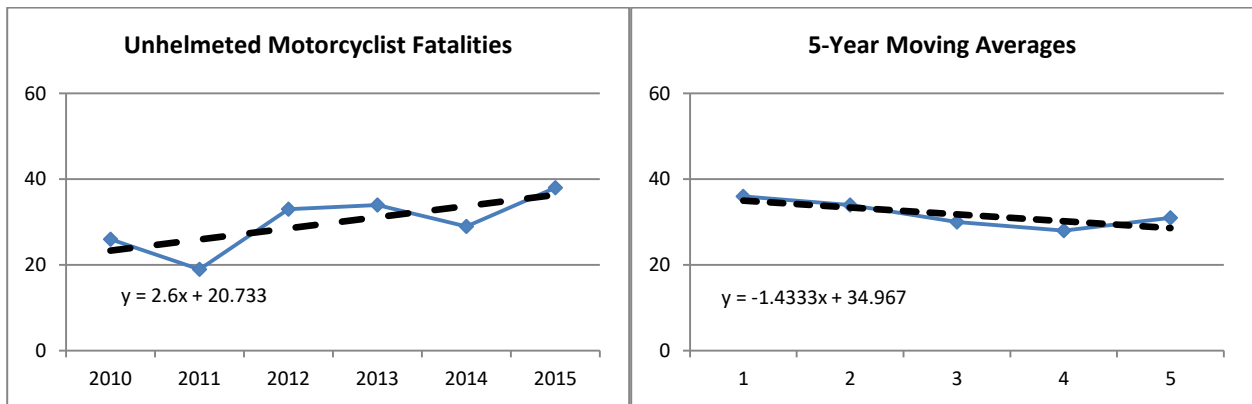 Unhelmeted Motorcyclist Fatalities
60
40
20
0
y = 2.6x + 20.733
2010 2011 2012 2013 2014 2015
5-Year Moving Averages
60
40
20
0
y = -1.4333x + 34.967
1 2 3 4 5